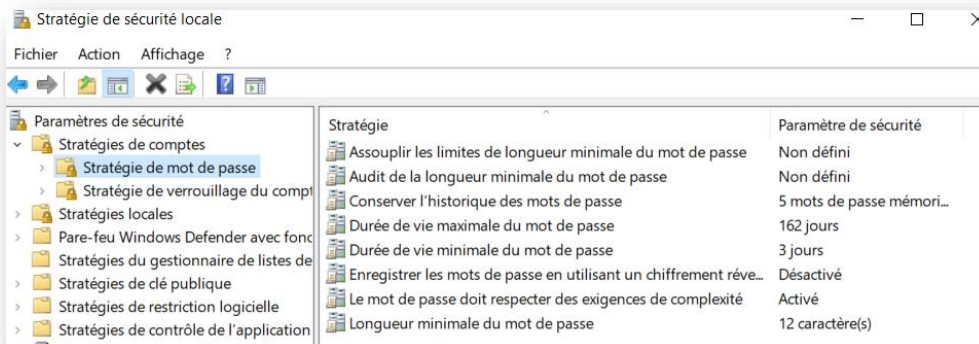 Stratégie de sécurité locale
Fichier Action Affichage ?
Paramètres de sécurité
Stratégies de comptes
Stratégie de mot de passe
Stratégie de verrouillage du compt
Stratégies locales
Pare-feu Windows Defender avec fonc
Stratégies du gestionnaire de listes de
Stratégies de clé publique
Stratégies de restriction logicielle
Stratégies de contrôle de l'application
Stratégie Paramètre de sécurité
Assouplir les limites de longueur minimale du mot de passe Non défini
Audit de la longueur minimale du mot de passe Non défini
Conserver l'historique des mots de passe 5 mots de passe mémori...
Durée de vie maximale du mot de passe 162 jours
Durée de vie minimale du mot de passe 3 jours
Enregistrer les mots de passe en utilisant un chiffrement réve... Désactivé
Le mot de passe doit respecter des exigences de complexité Activé
Longueur minimale du mot de passe 12 caractère(s)